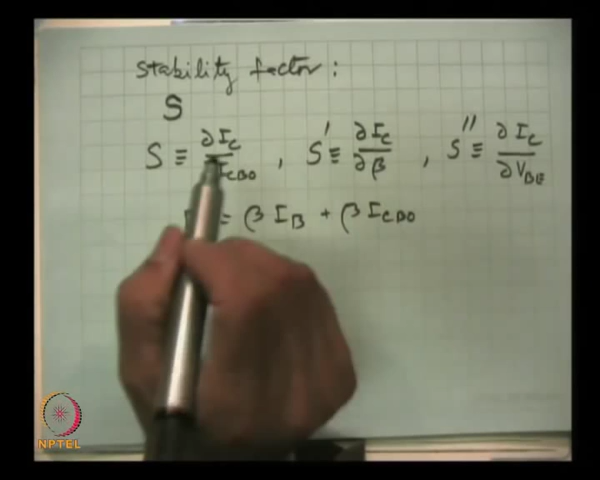 stability factor :
S
S ≡ ∂I_C / I_CBO , S′ ≡ ∂I_C / ∂β , S″ ≡ ∂I_C / ∂V_BE
= β I_B + β I_CBO
NPTEL